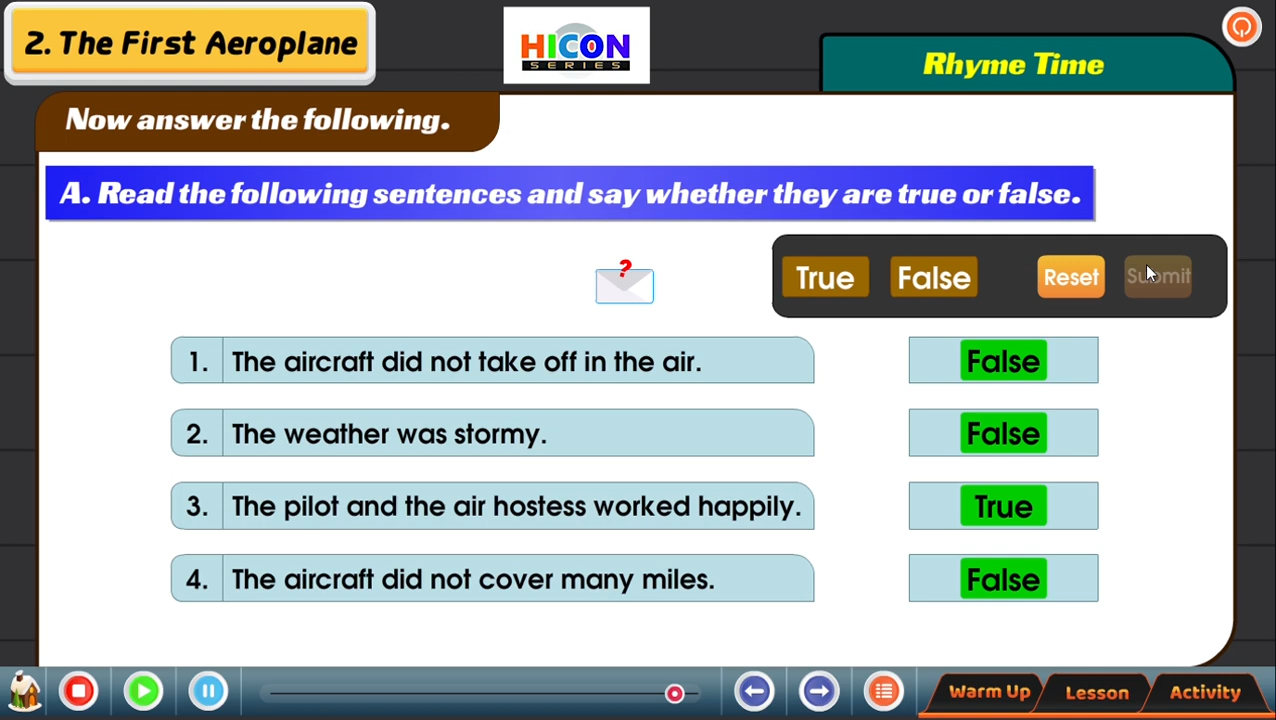 2. The First Aeroplane
HICON
SERIES
Rhyme Time
Now answer the following.
A. Read the following sentences and say whether they are true or false.
?
True False Reset Submit
1. The aircraft did not take off in the air. False
2. The weather was stormy. False
3. The pilot and the air hostess worked happily. True
4. The aircraft did not cover many miles. False
Warm Up Lesson Activity